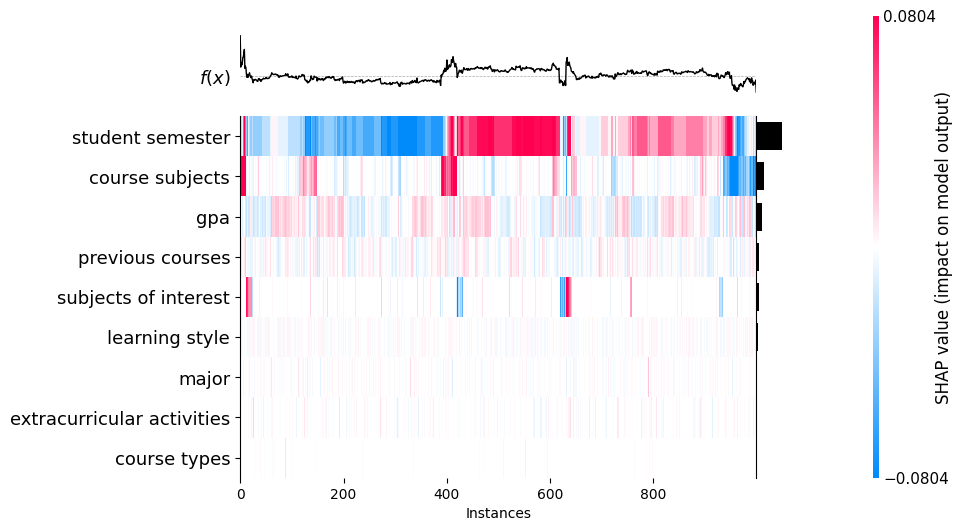 0.0804
f(x)
student semester
course subjects
gpa
previous courses
subjects of interest
learning style
major
extracurricular activities
course types
0 200 400 600 800
Instances
−0.0804
SHAP value (impact on model output)